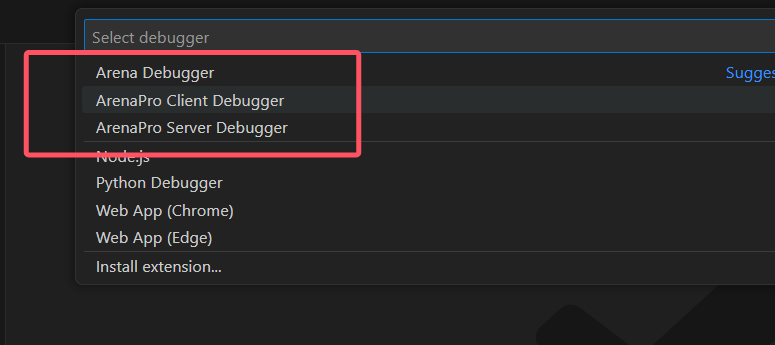 Select debugger
Arena Debugger
Sugges
ArenaPro Client Debugger
ArenaPro Server Debugger
Node.js
Python Debugger
Web App (Chrome)
Web App (Edge)
Install extension...